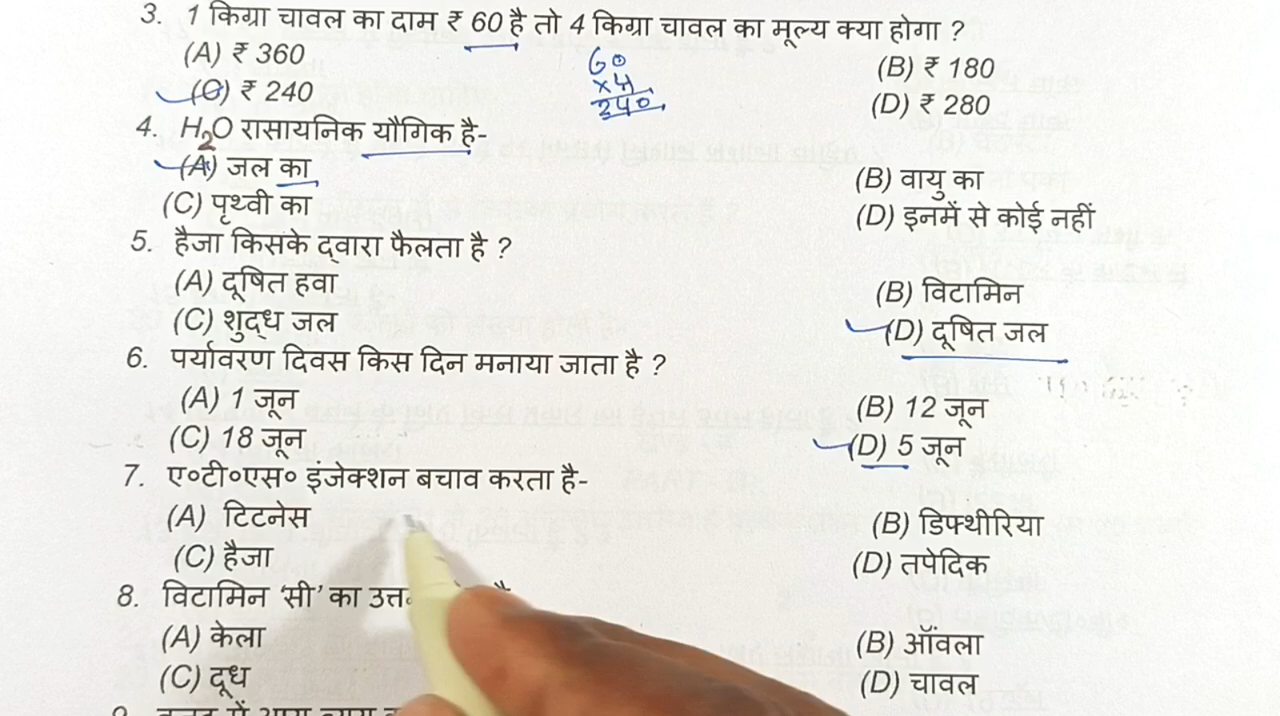 3. 1 किग्रा चावल का दाम ₹ 60 है तो 4 किग्रा चावल का मूल्य क्या होगा ?
(A) ₹ 360
(B) ₹ 180
(C) ₹ 240
(D) ₹ 280
60
×4
240
4. H2O रासायनिक यौगिक है-
(A) जल का
(B) वायु का
(C) पृथ्वी का
(D) इनमें से कोई नहीं
5. हैजा किसके द्वारा फैलता है ?
(A) दूषित हवा
(B) विटामिन
(C) शुद्ध जल
(D) दूषित जल
6. पर्यावरण दिवस किस दिन मनाया जाता है ?
(A) 1 जून
(B) 12 जून
(C) 18 जून
(D) 5 जून
7. ए०टी०एस० इंजेक्शन बचाव करता है-
(A) टिटनेस
(B) डिफ्थीरिया
(C) हैजा
(D) तपेदिक
8. विटामिन 'सी' का
(A) केला
(B) ऑंवला
(C) दूध
(D) चावल